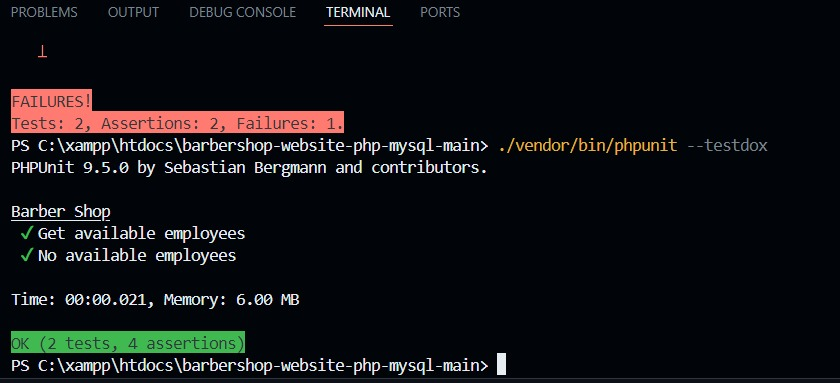 PROBLEMS OUTPUT DEBUG CONSOLE TERMINAL PORTS
FAILURES!
Tests: 2, Assertions: 2, Failures: 1.
PS C:\xampp\htdocs\barbershop-website-php-mysql-main> ./vendor/bin/phpunit --testdox
PHPUnit 9.5.0 by Sebastian Bergmann and contributors.
Barber Shop
✓ Get available employees
✓ No available employees
Time: 00:00.021, Memory: 6.00 MB
OK (2 tests, 4 assertions)
PS C:\xampp\htdocs\barbershop-website-php-mysql-main>